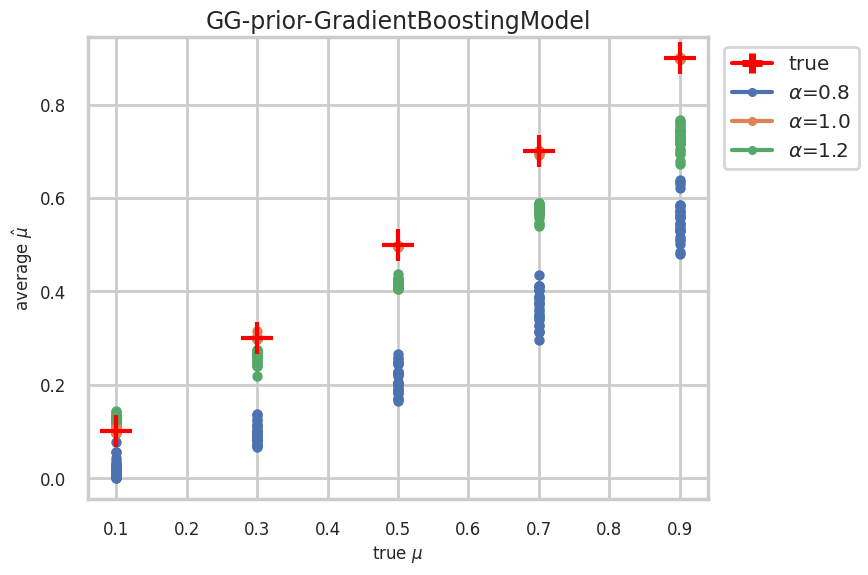 GG-prior-GradientBoostingModel
true
α=0.8
α=1.0
α=1.2
average μ̂
0.8
0.6
0.4
0.2
0.0
0.1 0.2 0.3 0.4 0.5 0.6 0.7 0.8 0.9
true μ